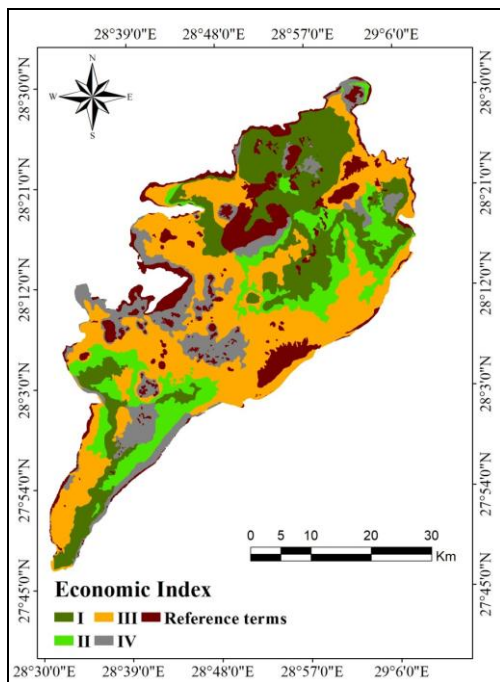 28°39'0"E 28°48'0"E 28°57'0"E 29°6'0"E
N
W E
S
28°30'0"N 28°30'0"N
28°21'0"N 28°21'0"N
28°12'0"N 28°12'0"N
28°3'0"N 28°3'0"N
27°54'0"N 27°54'0"N
0 5 10 20 30
Km
27°45'0"N 27°45'0"N
Economic Index
I III Reference terms
II IV
28°30'0"E 28°39'0"E 28°48'0"E 28°57'0"E 29°6'0"E